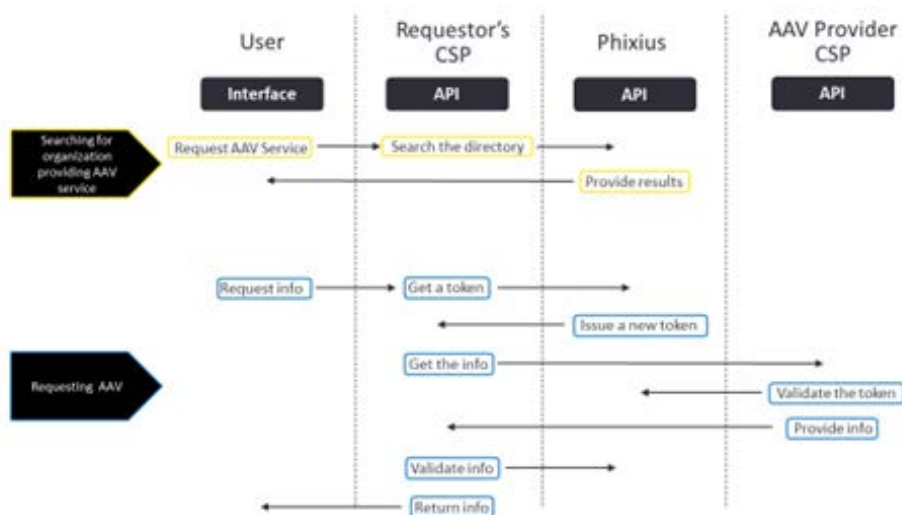 User
Requestor's
CSP
Phixius
AAV Provider
CSP
Interface
API
API
API
Searching for
organization
providing AAV
service
Request AAV Service
Search the directory
Provide results
Request info
Get a token
Issue a new token
Requesting AAV
Get the info
Validate the token
Provide info
Validate info
Return info